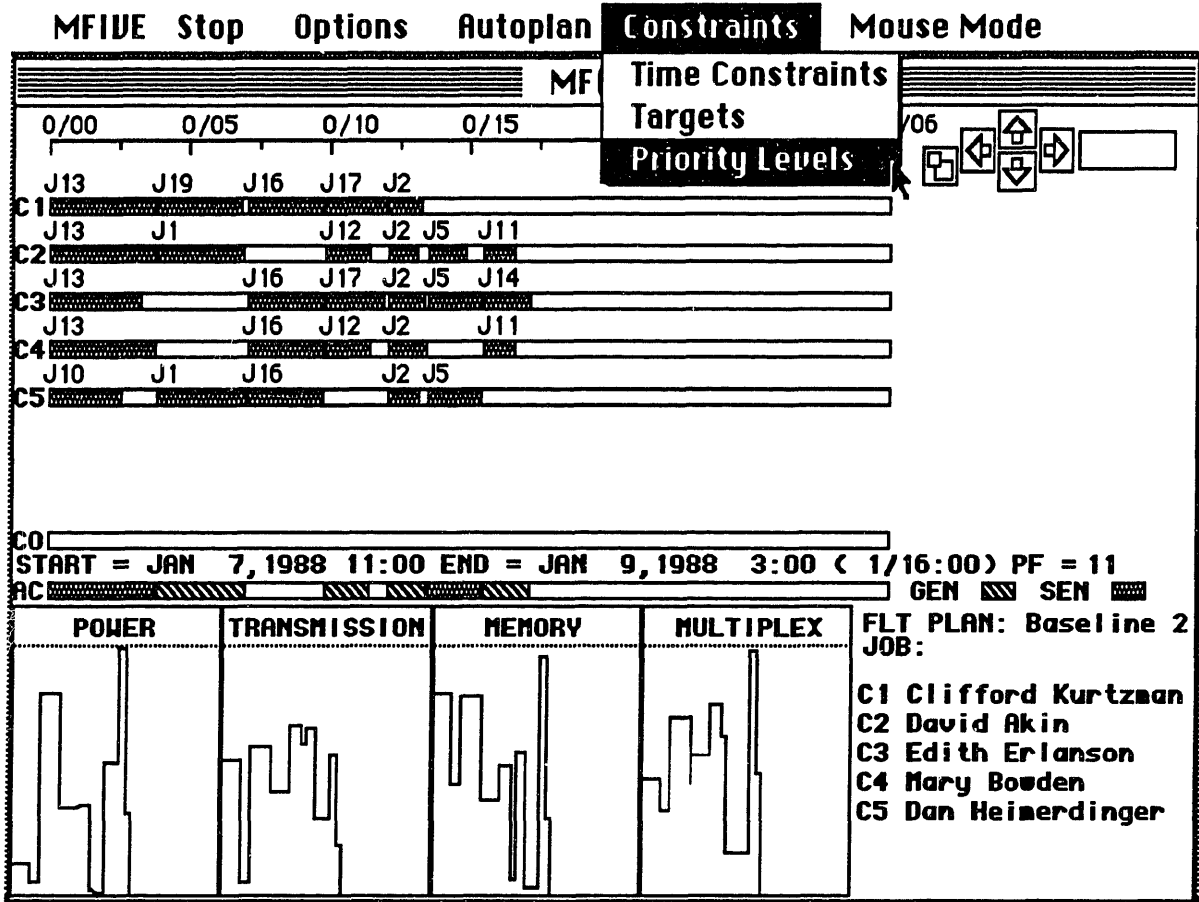 MFIVE Stop Options Autoplan Constraints Mouse Mode
Time Constraints
Targets
Priority Levels
MF
0/00 0/05 0/10 0/15 /06
J13 J19 J16 J17 J2
C1
J13 J1 J12 J2 J5 J11
C2
J13 J16 J17 J2 J5 J14
C3
J13 J16 J12 J2 J11
C4
J10 J1 J16 J2 J5
C5
C0
START = JAN 7,1988 11:00 END = JAN 9,1988 3:00 ( 1/16:00) PF = 11
AC GEN SEN
POWER TRANSMISSION MEMORY MULTIPLEX
FLT PLAN: Baseline 2
JOB:
C1 Clifford Kurtzman
C2 David Akin
C3 Edith Erlanson
C4 Mary Bowden
C5 Dan Heimerdinger